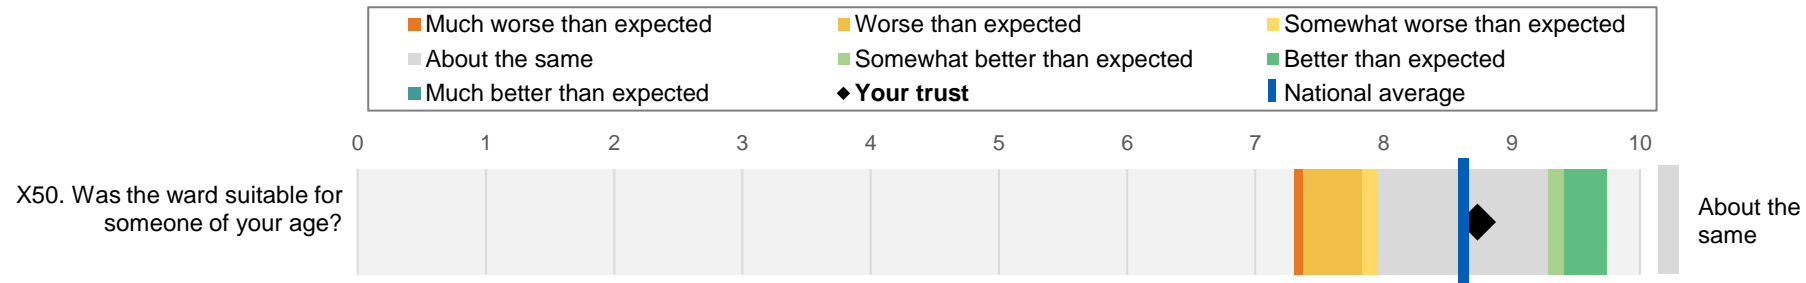 Much worse than expected
Worse than expected
Somewhat worse than expected
About the same
Somewhat better than expected
Better than expected
Much better than expected
Your trust
National average
0 1 2 3 4 5 6 7 8 9 10
X50. Was the ward suitable for
someone of your age?
About the
same